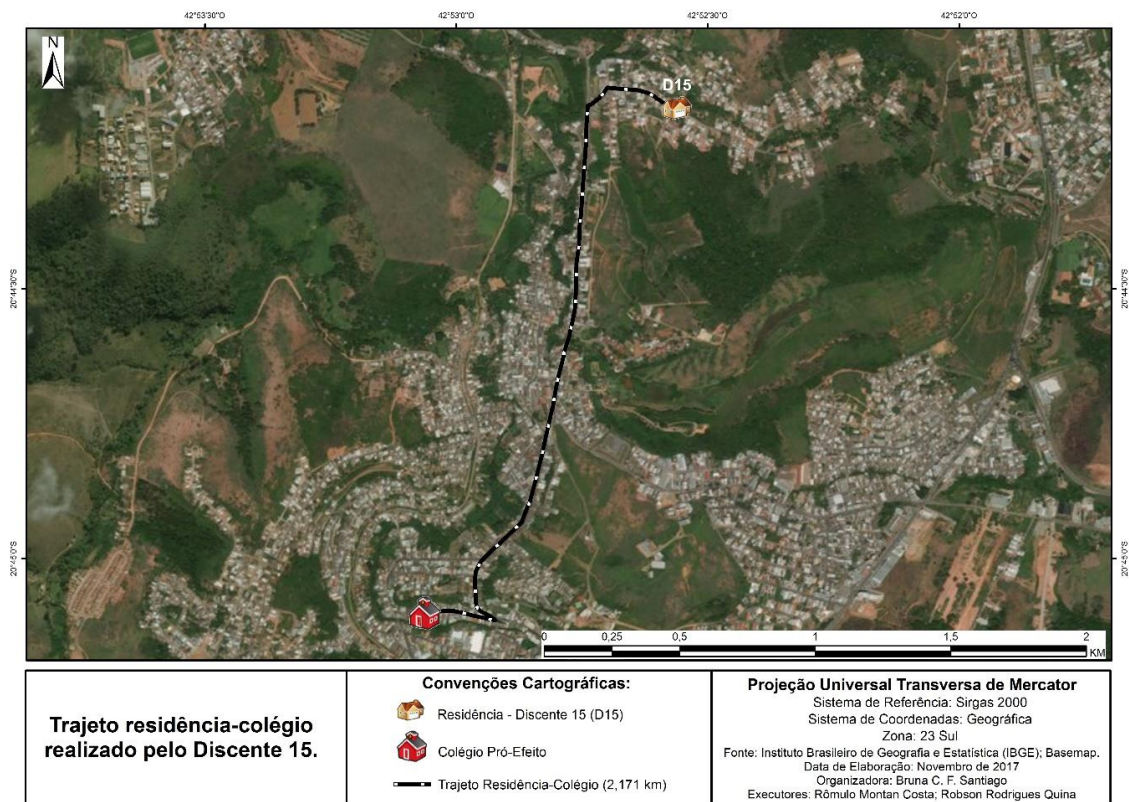 42°53'30"O 42°53'0"O 42°52'30"O 42°52'0"O
N
D15
20°44'30"S 20°44'30"S
20°45'0"S 20°45'0"S
0 0,25 0,5 1 1,5 2
KM
Trajeto residência-colégio
realizado pelo Discente 15.
Convenções Cartográficas:
Residência - Discente 15 (D15)
Colégio Pró-Efeito
Trajeto Residência-Colégio (2,171 km)
Projeção Universal Transversa de Mercator
Sistema de Referência: Sirgas 2000
Sistema de Coordenadas: Geográfica
Zona: 23 Sul
Fonte: Instituto Brasileiro de Geografia e Estatística (IBGE); Basemap.
Data de Elaboração: Novembro de 2017
Organizadora: Bruna C. F. Santiago
Executores: Rômulo Montan Costa; Robson Rodrigues Quina